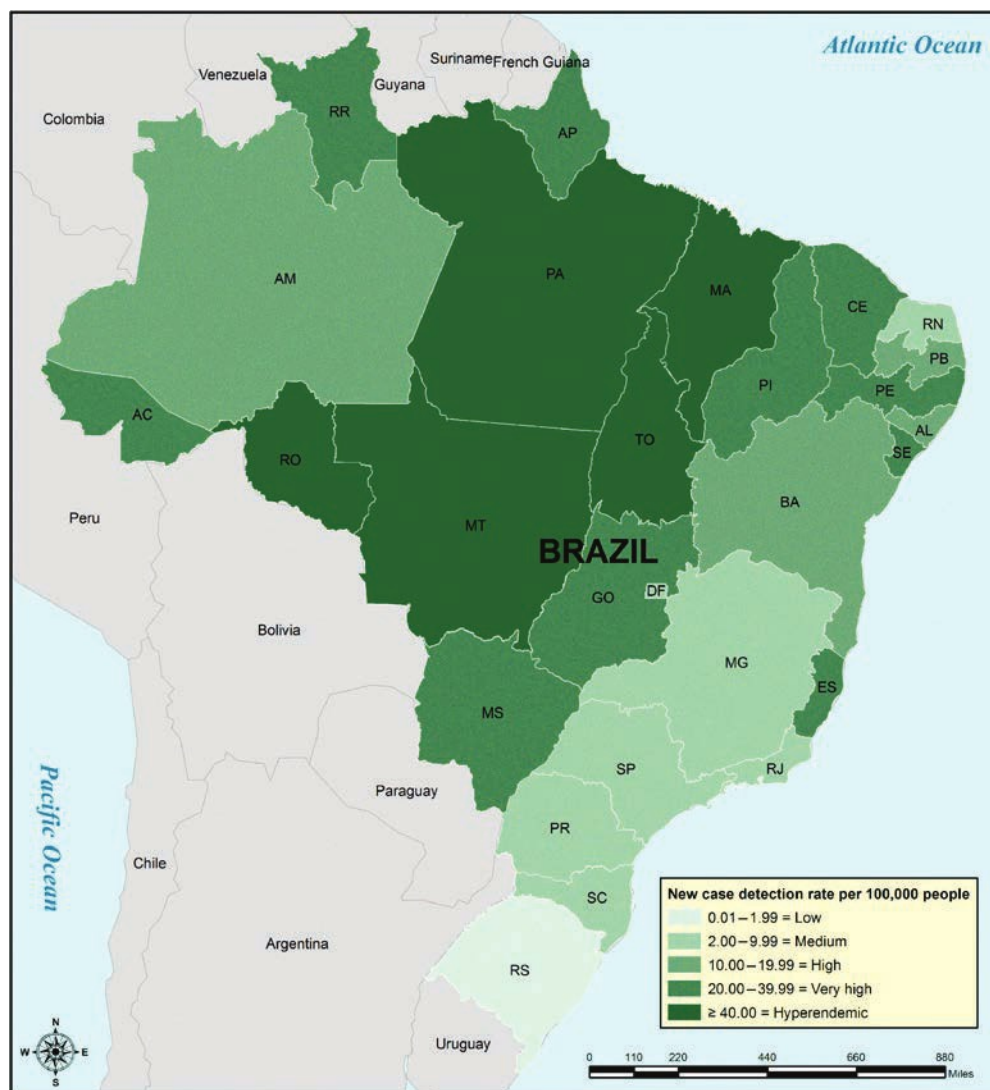 Atlantic Ocean
Suriname
French Guiana
Venezuela
Guyana
Colombia
RR
AP
AM
PA
MA
CE
RN
PB
PI
PE
AC
AL
TO
SE
RO
BA
Peru
MT
BRAZIL
GO
DF
Bolivia
MG
ES
MS
SP
RJ
Paraguay
Pacific Ocean
PR
Chile
SC
Argentina
RS
Uruguay
New case detection rate per 100,000 people
0.01–1.99 = Low
2.00–9.99 = Medium
10.00–19.99 = High
20.00–39.99 = Very high
≥ 40.00 = Hyperendemic
N
W E
S
0 110 220 440 660 880
Miles